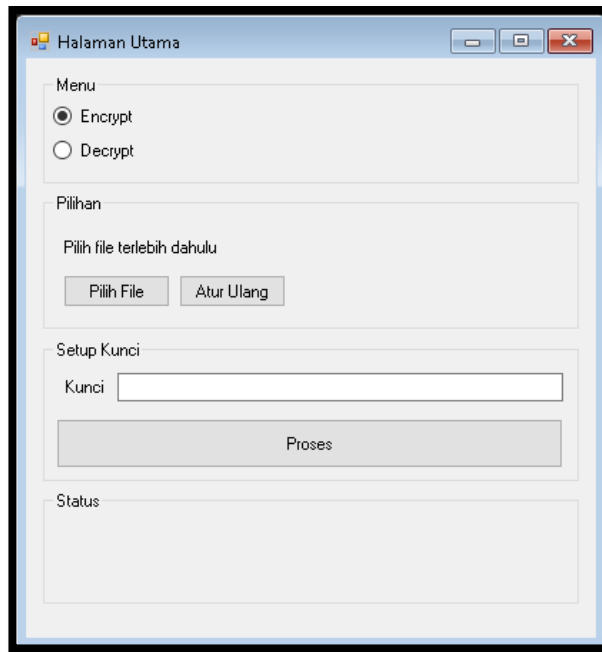 Halaman Utama
Menu
Encrypt
Decrypt
Pilihan
Pilih file terlebih dahulu
Pilih File Atur Ulang
Setup Kunci
Kunci
Proses
Status